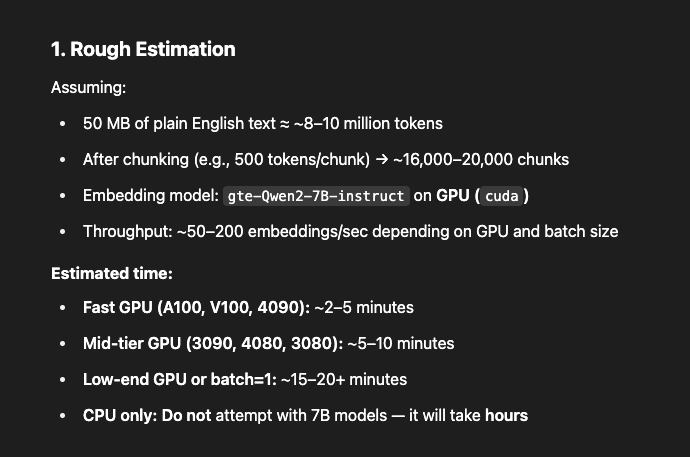 1. Rough Estimation
Assuming:
• 50 MB of plain English text ≈ ~8–10 million tokens
• After chunking (e.g., 500 tokens/chunk) → ~16,000–20,000 chunks
• Embedding model: gte-Qwen2-7B-instruct on GPU (cuda)
• Throughput: ~50–200 embeddings/sec depending on GPU and batch size
Estimated time:
• Fast GPU (A100, V100, 4090): ~2–5 minutes
• Mid-tier GPU (3090, 4080, 3080): ~5–10 minutes
• Low-end GPU or batch=1: ~15–20+ minutes
• CPU only: Do not attempt with 7B models — it will take hours